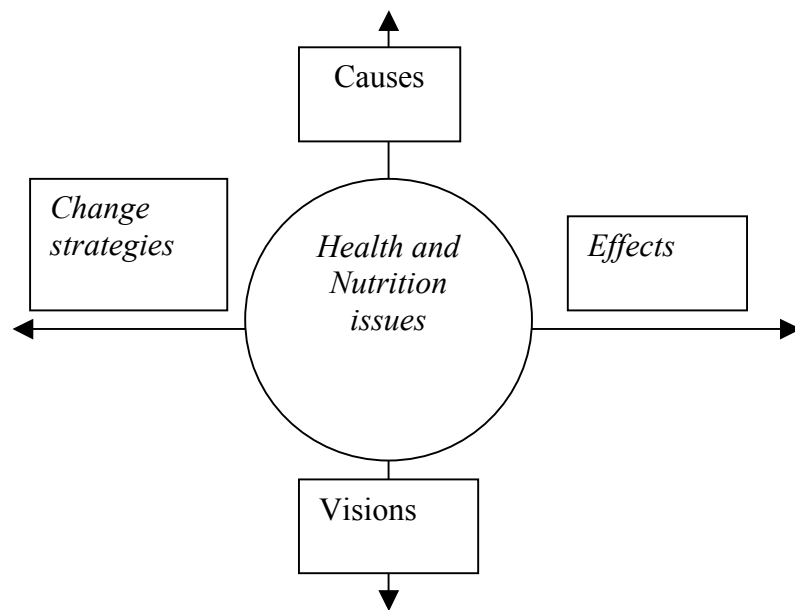 Causes
Change
strategies
Health and
Nutrition
issues
Effects
Visions